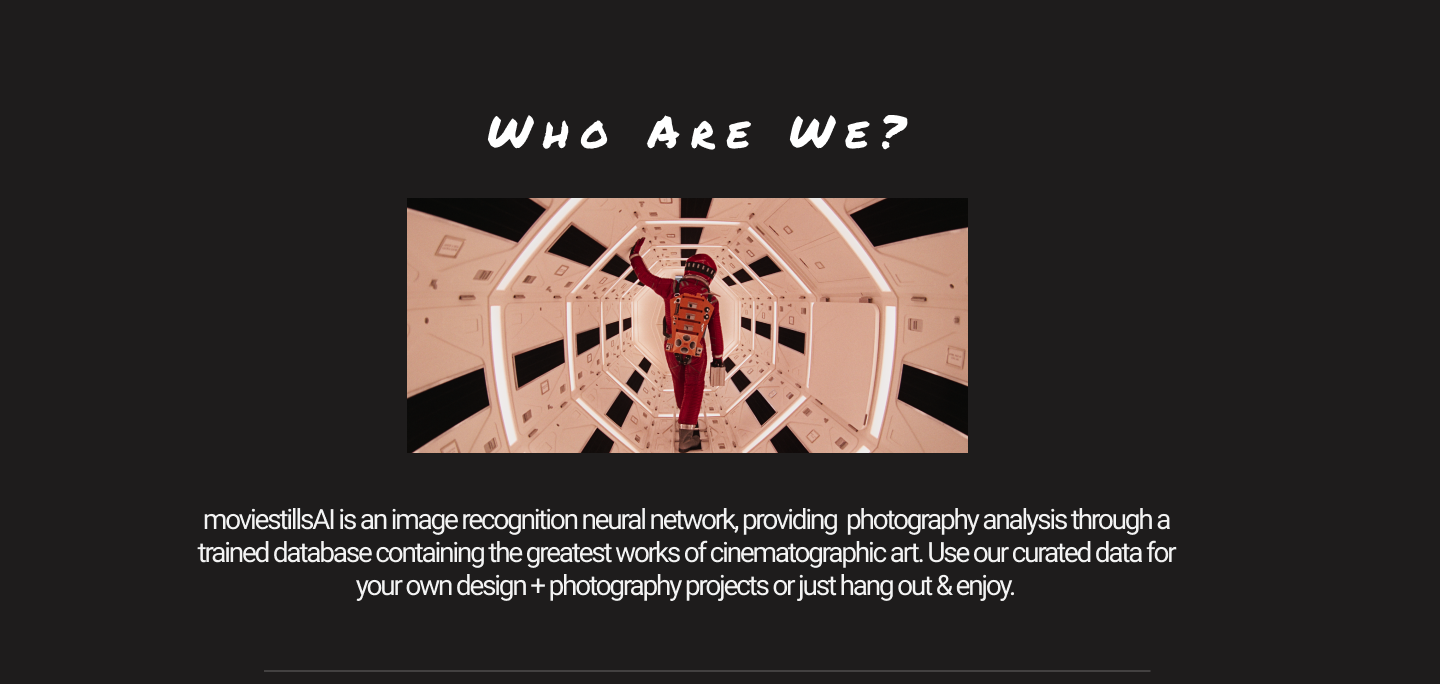 Who Are We?
moviestillsAI is an image recognition neural network, providing  photography analysis through a
trained database containing the greatest works of cinematographic art. Use our curated data for
your own design + photography projects or just hang out & enjoy.